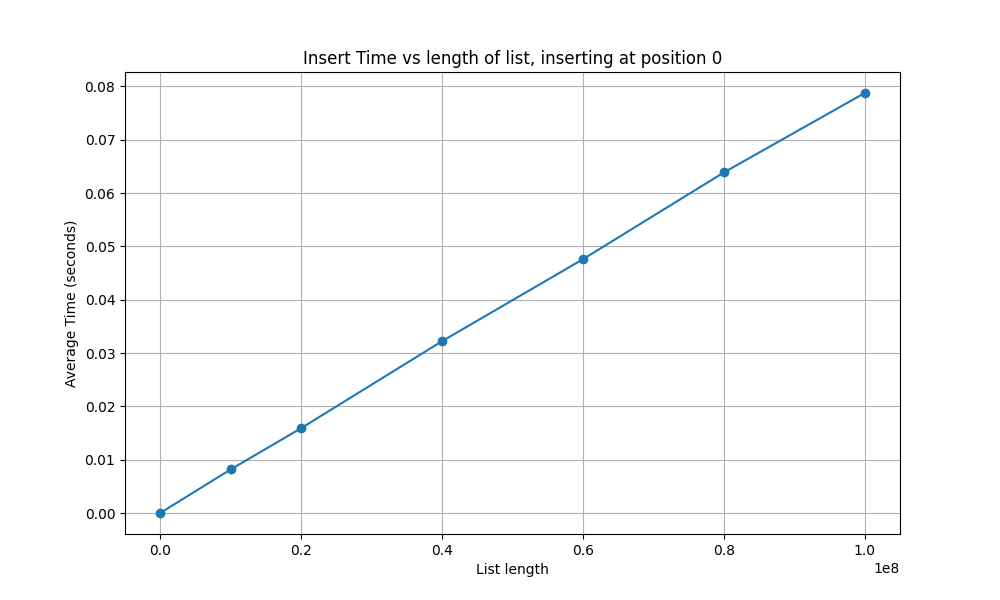 Insert Time vs length of list, inserting at position 0
Average Time (seconds)
0.08
0.07
0.06
0.05
0.04
0.03
0.02
0.01
0.00
0.0 0.2 0.4 0.6 0.8 1.0
1e8
List length